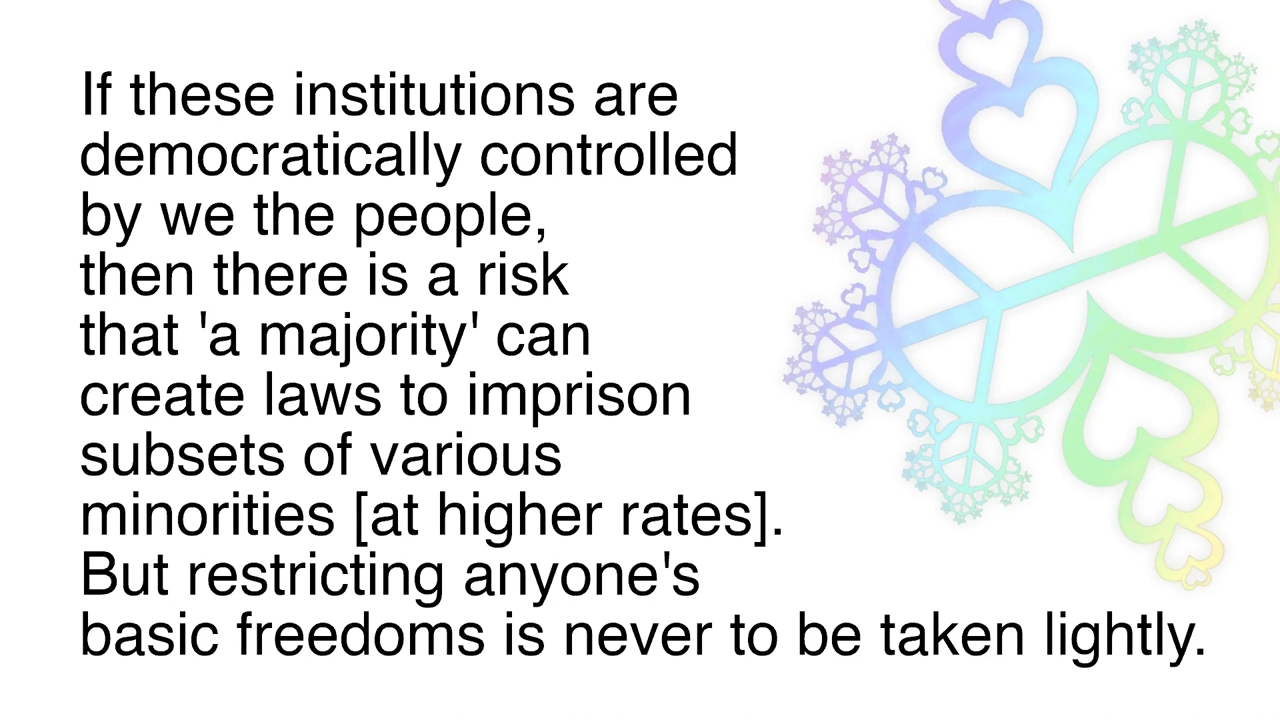 If these institutions are
democratically controlled
by we the people,
then there is a risk
that 'a majority' can
create laws to imprison
subsets of various
minorities [at higher rates].
But restricting anyone's
basic freedoms is never to be taken lightly.